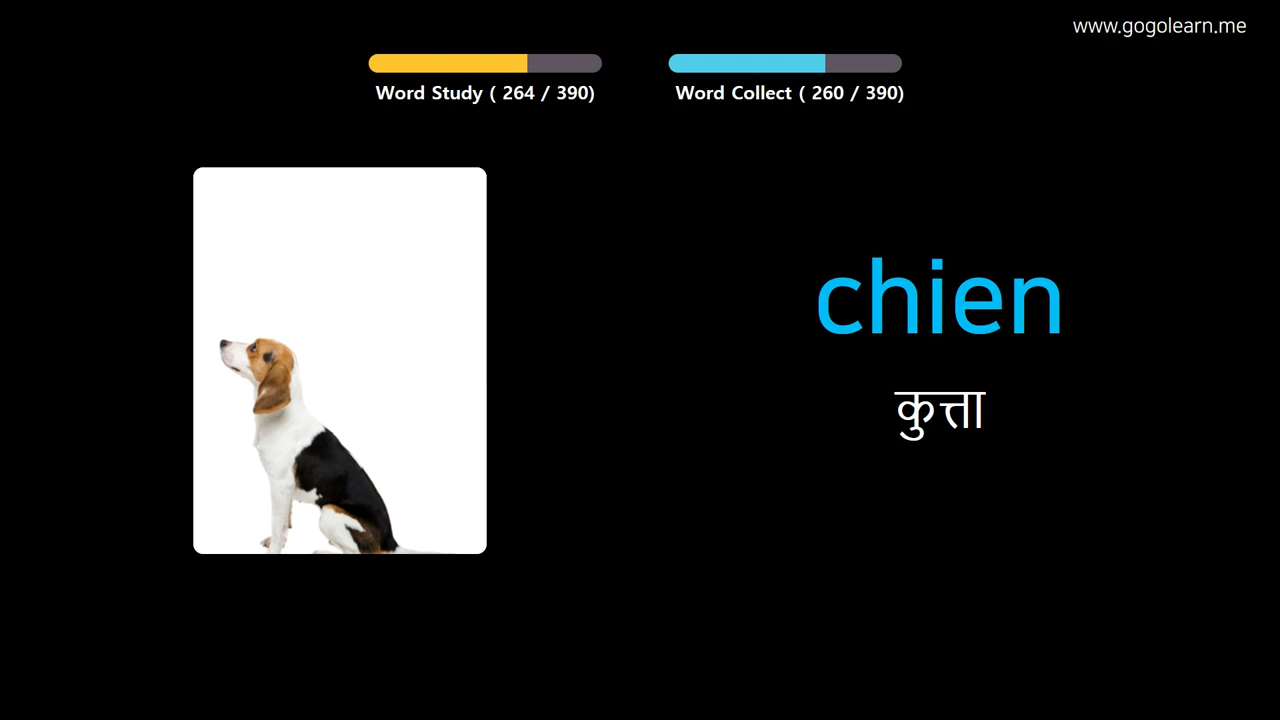 www.gogolearn.me
Word Study ( 264 / 390)
Word Collect ( 260 / 390)
chien
कुत्ता